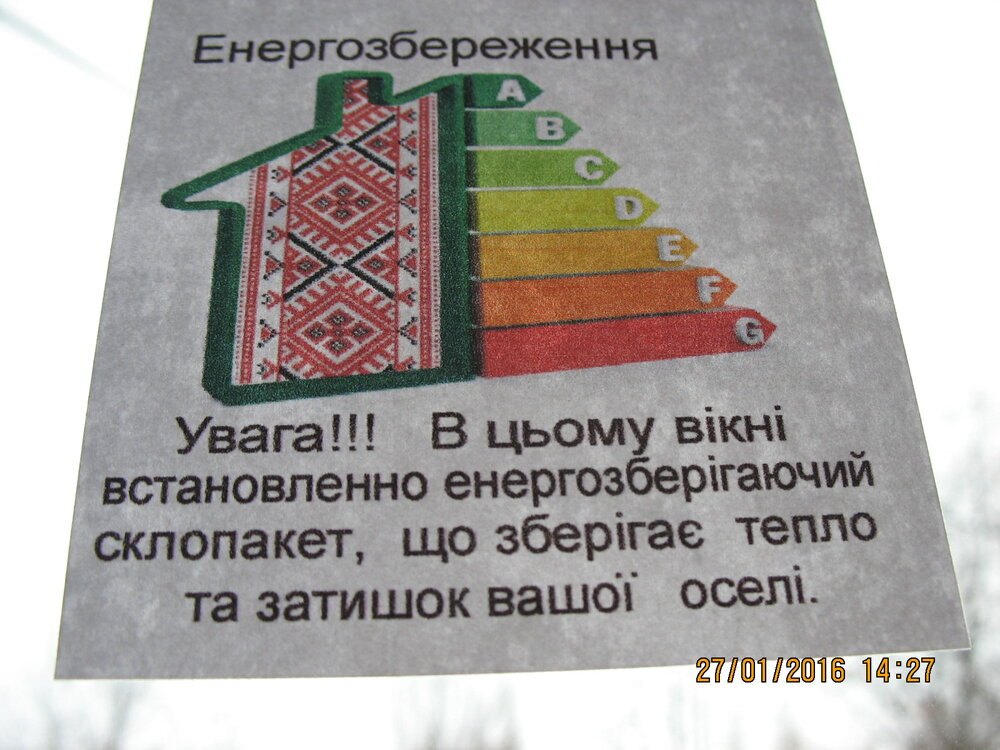 Енергозбереження
A
B
C
D
E
F
G
Увага!!! В цьому вікні
встановленно енергозберігаючий
склопакет, що зберігає тепло
та затишок вашої оселі.
27/01/2016 14:27